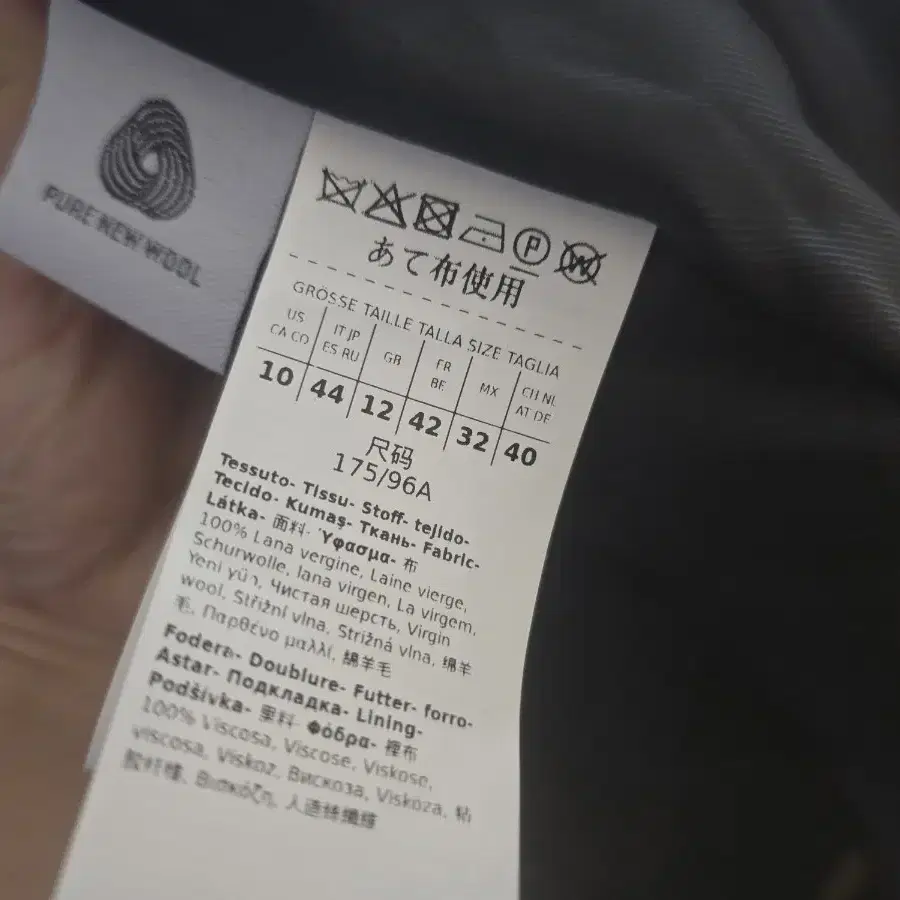 PURE NEW WOOL
P
W
あて布使用
GRÖSSE TAILLE TALLA SIZE TAGLIA
US CA CO
IT JP ES RU
GR
FR BE
MX
CH NL AT DE
10 44 12 42 32 40
尺码
175/96A
Tessuto- Tissu- Stoff- tejido-
Tecido- Kumaş- Ткань- Fabric-
Látka- 面料- Ύφασμα- 布
100% Lana vergine, Laine vierge,
Schurwolle, lana virgen, La virgem,
Yeni yün, Чистая шерсть, Virgin
wool, Střižní vlna, Strižná vlna, 绵羊
毛, Παρθένο μαλλί, 綿羊毛
Fodera- Doublure- Futter- forro-
Astar- Подкладка- Lining-
Podšívka- 里料- Φόδρα- 裡布
100% Viscosa, Viscose, Viskose,
viscosa, Viskoz, Вискоза, Viskóza, 粘
胶纤维, Βισκόζη, 人造絲纖維